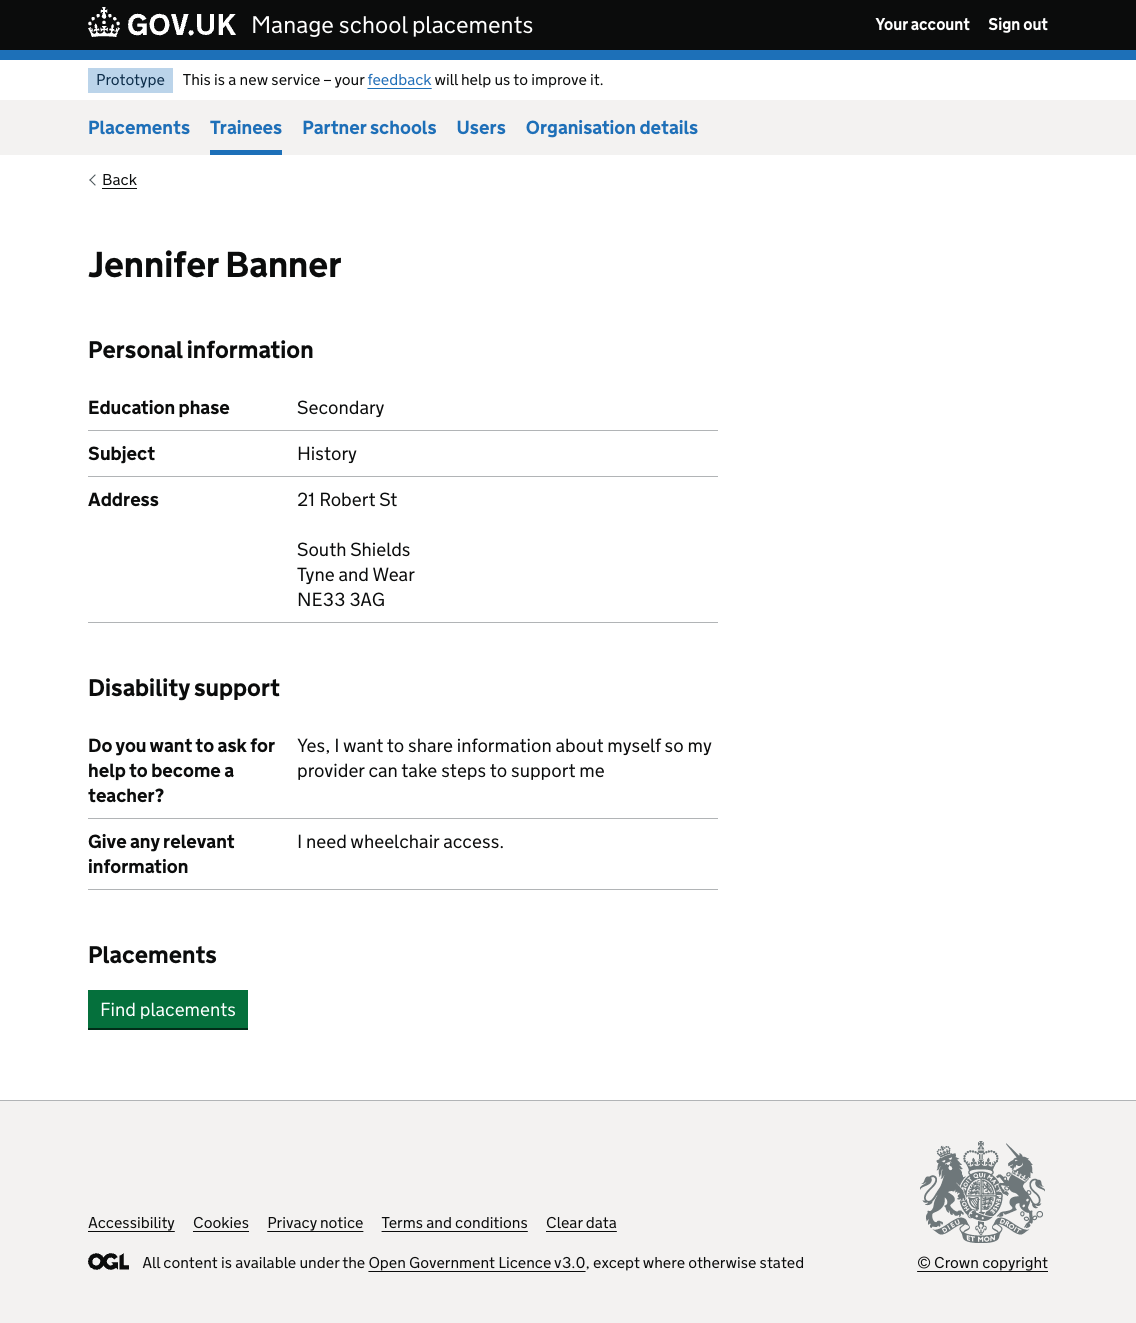 GOV.UK Manage school placements Your account Sign out
Prototype This is a new service – your feedback will help us to improve it.
Placements Trainees Partner schools Users Organisation details
Back
Jennifer Banner
Personal information
Education phase Secondary
Subject History
Address 21 Robert St
South Shields
Tyne and Wear
NE33 3AG
Disability support
Do you want to ask for Yes, I want to share information about myself so my
help to become a provider can take steps to support me
teacher?
Give any relevant I need wheelchair access.
information
Placements
Find placements
Accessibility Cookies Privacy notice Terms and conditions Clear data
OGL All content is available under the Open Government Licence v3.0, except where otherwise stated
© Crown copyright